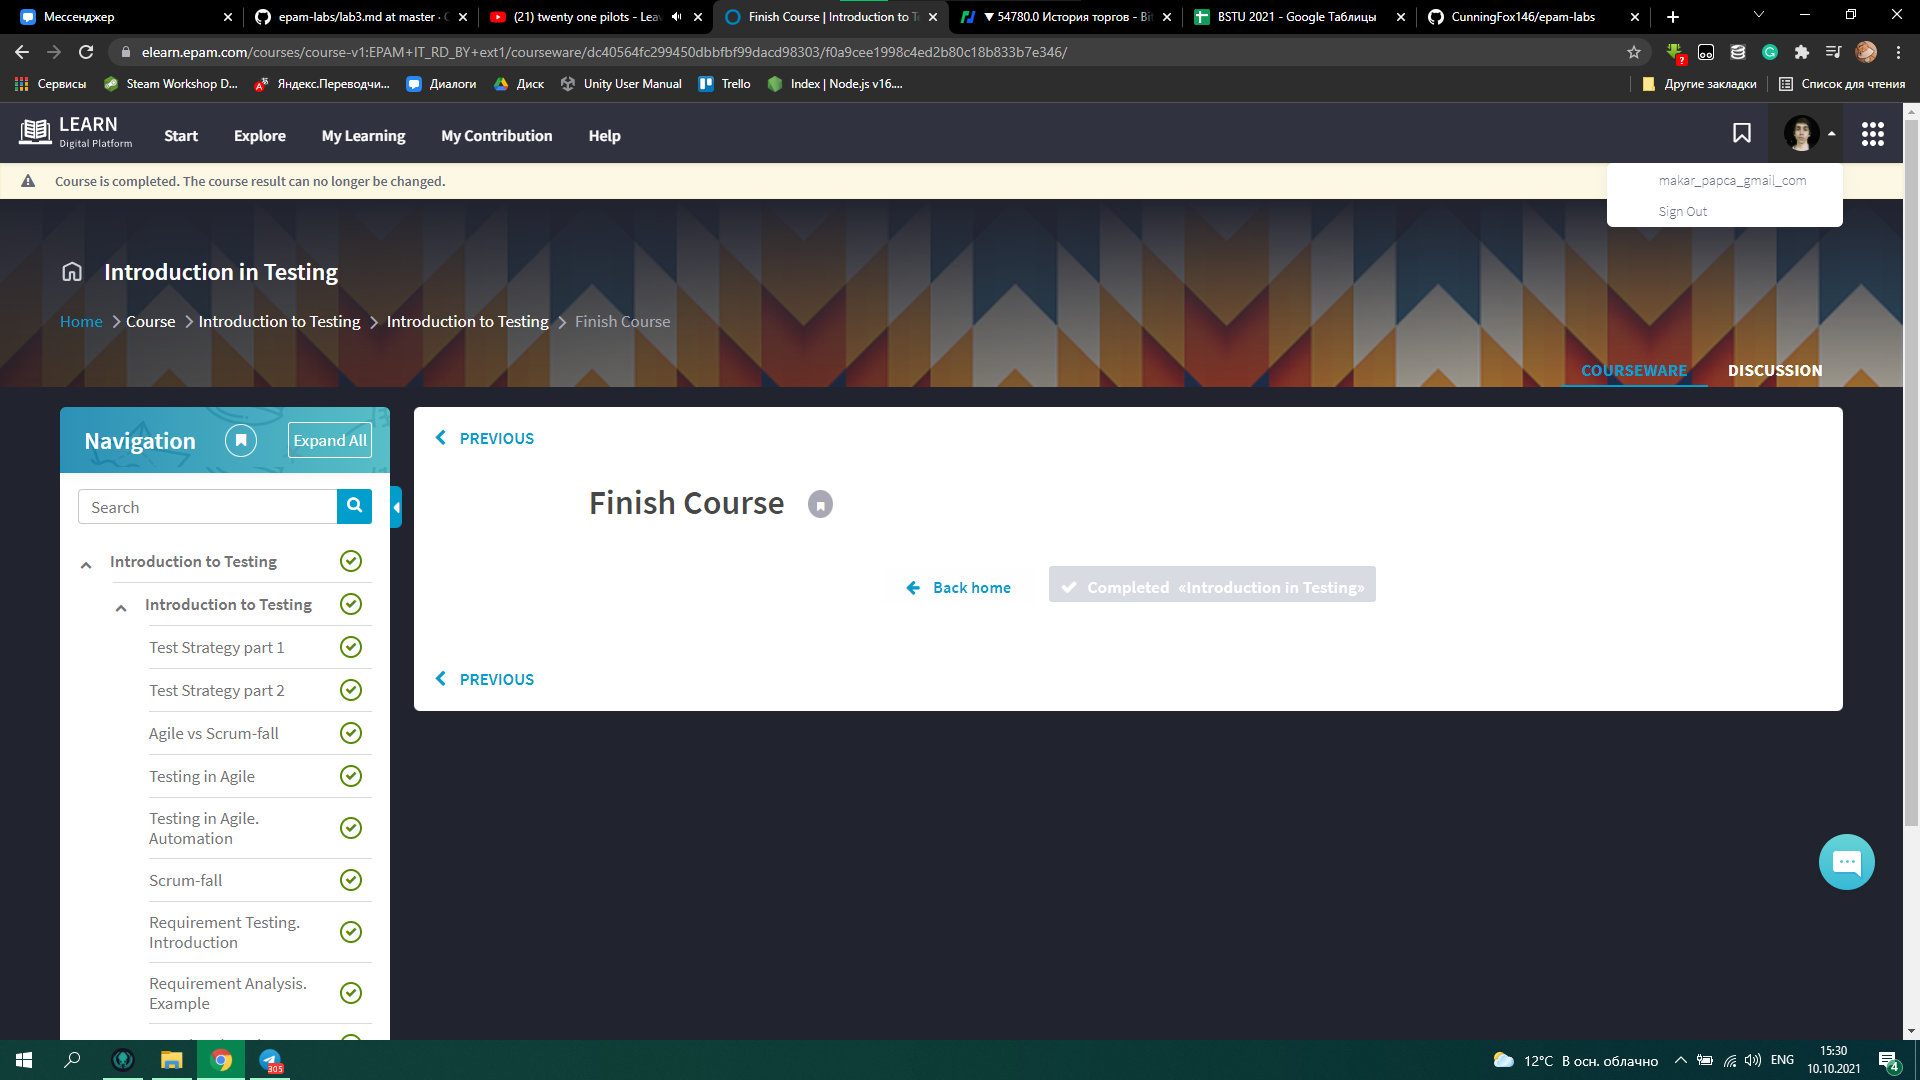 Мессенджер
epam-labs/lab3.md at master ·
(21) twenty one pilots - Lea
Finish Course | Introduction to T
▼ 54780.0 История торгов - Bi
BSTU 2021 - Google Таблицы
CunningFox146/epam-labs
elearn.epam.com/courses/course-v1:EPAM+IT_RD_BY+ext1/courseware/dc40564fc299450dbbfbf99dacd98303/f0a9cee1998c4ed2b80c18b833b7e346/
Сервисы
Steam Workshop D...
Яндекс.Переводчи...
Диалоги
Диск
Unity User Manual
Trello
Index | Node.js v16....
Другие закладки
Список для чтения
LEARN
Digital Platform
Start
Explore
My Learning
My Contribution
Help
Course is completed. The course result can no longer be changed.
makar_papca_gmail_com
Sign Out
Introduction in Testing
Home
Course
Introduction to Testing
Introduction to Testing
Finish Course
COURSEWARE
DISCUSSION
Navigation
Expand All
Search
Introduction to Testing
Introduction to Testing
Test Strategy part 1
Test Strategy part 2
Agile vs Scrum-fall
Testing in Agile
Testing in Agile.
Automation
Scrum-fall
Requirement Testing.
Introduction
Requirement Analysis.
Example
PREVIOUS
Finish Course
Back home
Completed «Introduction in Testing»
PREVIOUS
305
12°C В осн. облачно
ENG
15:30
10.10.2021
4